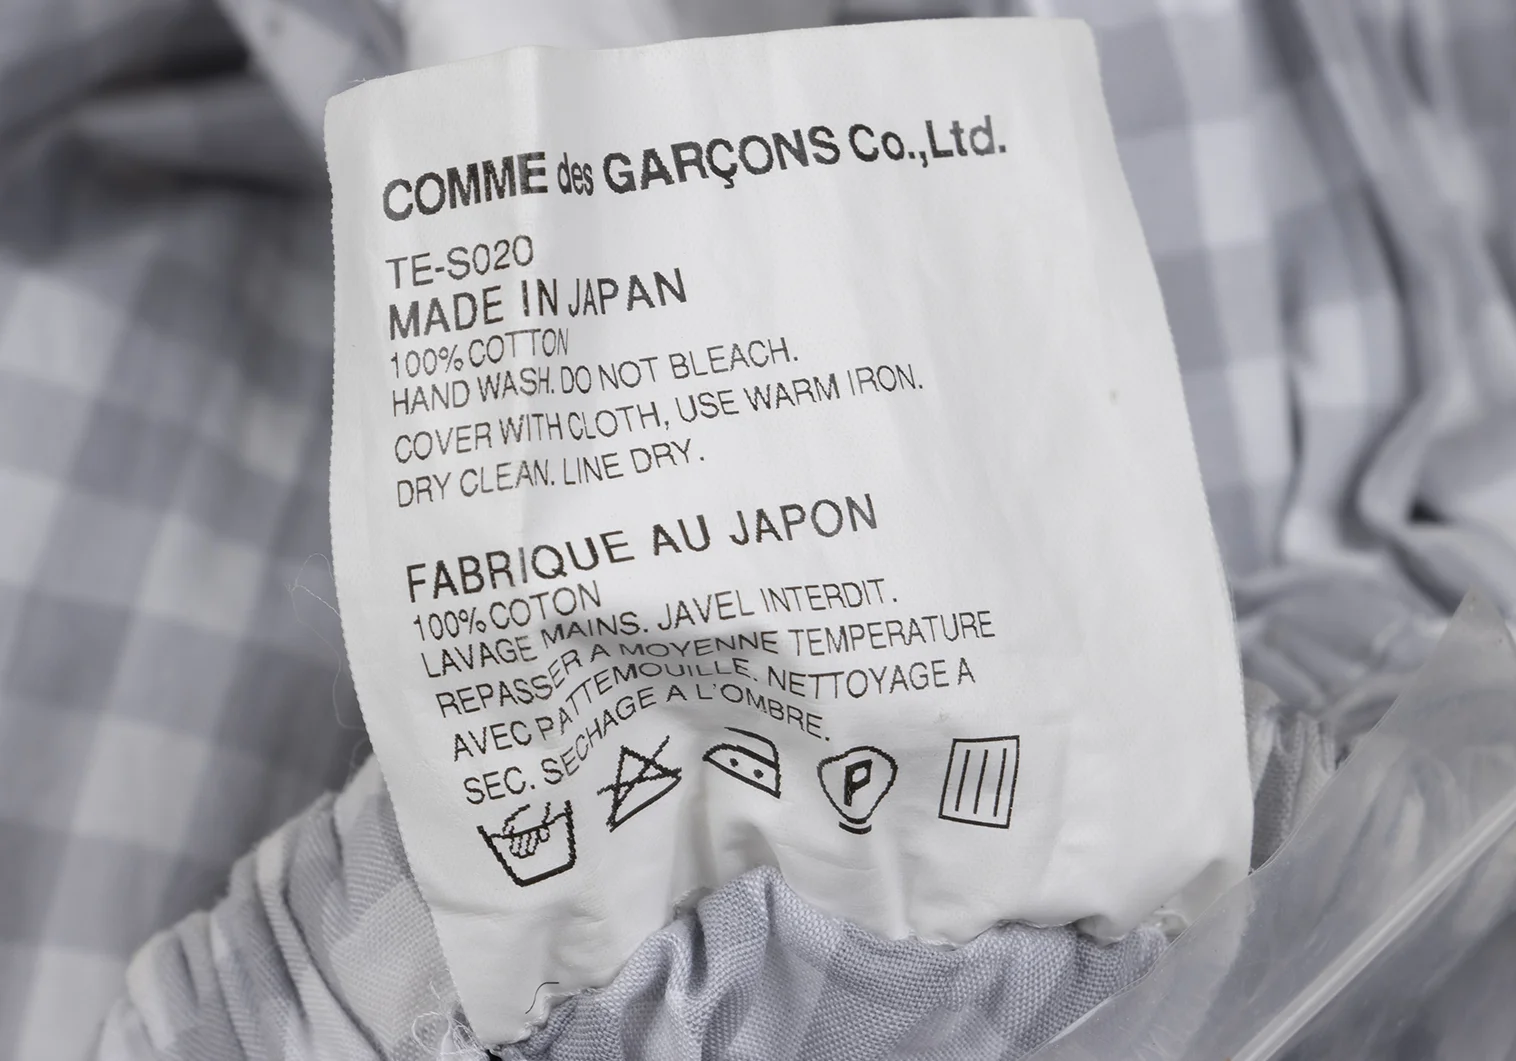 COMME des GARÇONS Co.,Ltd.
TE-S020
MADE IN JAPAN
100% COTTON
HAND WASH. DO NOT BLEACH.
COVER WITH CLOTH, USE WARM IRON.
DRY CLEAN. LINE DRY.
FABRIQUE AU JAPON
100% COTON
LAVAGE MAINS. JAVEL INTERDIT.
REPASSER A MOYENNE TEMPERATURE
AVEC PATTEMOUILLE. NETTOYAGE A
SEC. SECHAGE A L'OMBRE.
P